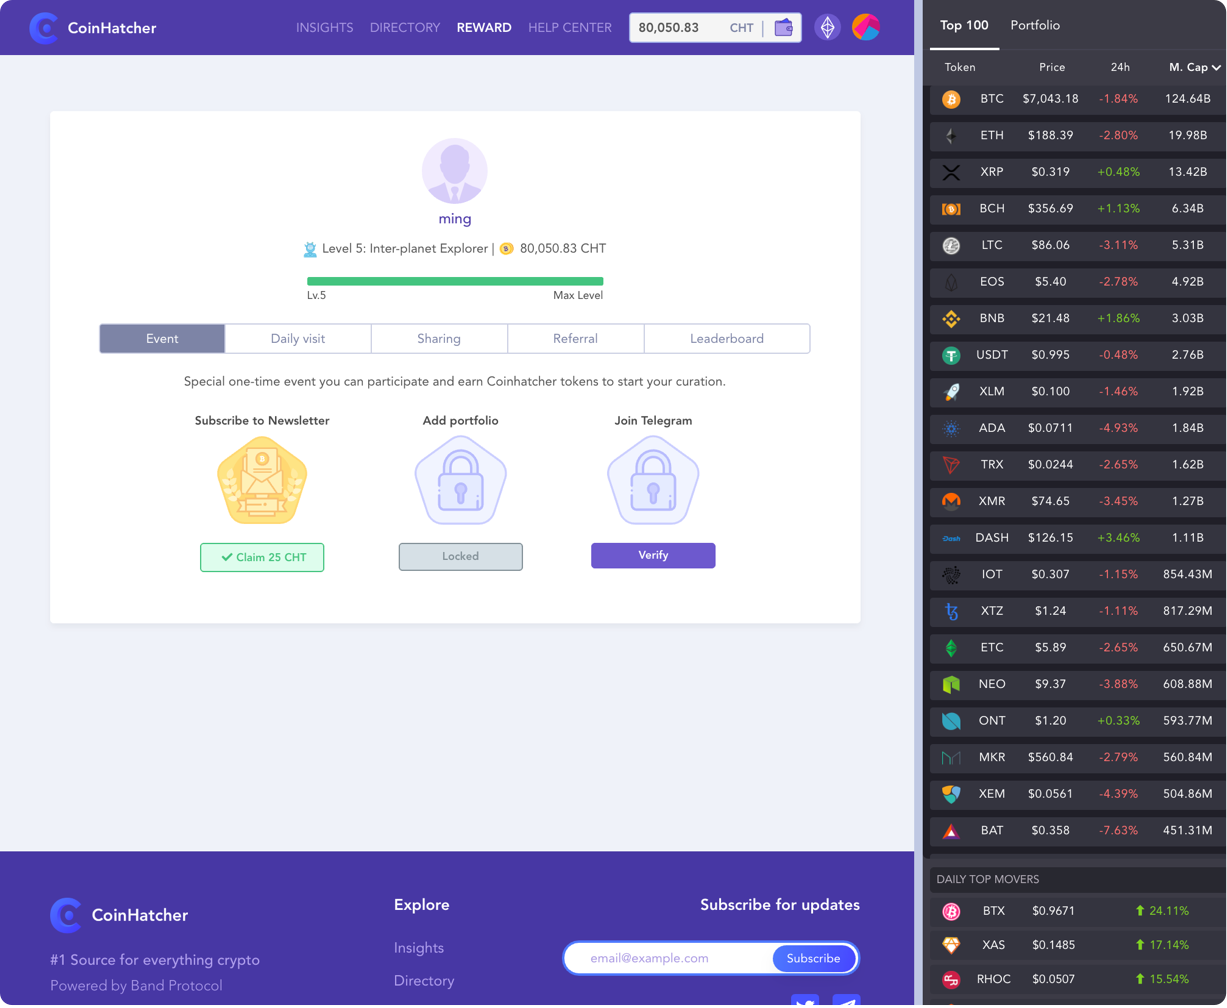 CoinHatcher
INSIGHTS DIRECTORY REWARD HELP CENTER 80,050.83 CHT
ming
Level 5: Inter-planet Explorer | 80,050.83 CHT
Lv.5 Max Level
Event Daily visit Sharing Referral Leaderboard
Special one-time event you can participate and earn Coinhatcher tokens to start your curation.
Subscribe to Newsletter Add portfolio Join Telegram
Claim 25 CHT Locked Verify
CoinHatcher
#1 Source for everything crypto
Powered by Band Protocol
Explore
Insights
Directory
Subscribe for updates
email@example.com Subscribe
Top 100 Portfolio
Token Price 24h M. Cap
BTC $7,043.18 -1.84% 124.64B
ETH $188.39 -2.80% 19.98B
XRP $0.319 +0.48% 13.42B
BCH $356.69 +1.13% 6.34B
LTC $86.06 -3.11% 5.31B
EOS $5.40 -2.78% 4.92B
BNB $21.48 +1.86% 3.03B
USDT $0.995 -0.48% 2.76B
XLM $0.100 -1.46% 1.92B
ADA $0.0711 -4.93% 1.84B
TRX $0.0244 -2.65% 1.62B
XMR $74.65 -3.45% 1.27B
Dash DASH $126.15 +3.46% 1.11B
IOT $0.307 -1.15% 854.43M
XTZ $1.24 -1.11% 817.29M
ETC $5.89 -2.65% 650.67M
NEO $9.37 -3.88% 608.88M
ONT $1.20 +0.33% 593.77M
MKR $560.84 -2.79% 560.84M
XEM $0.0561 -4.39% 504.86M
BAT $0.358 -7.63% 451.31M
DAILY TOP MOVERS
BTX $0.9671 24.11%
XAS $0.1485 17.14%
RHOC $0.0507 15.54%